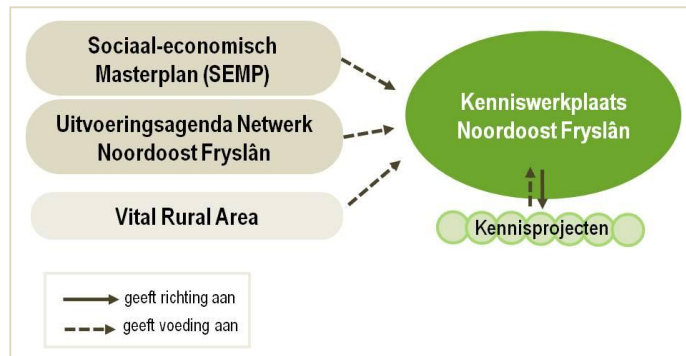 Sociaal-economisch
Masterplan (SEMP)
Uitvoeringsagenda Netwerk
Noordoost Fryslân
Vital Rural Area
Kenniswerkplaats
Noordoost Fryslân
Kennisprojecten
geeft richting aan
geeft voeding aan